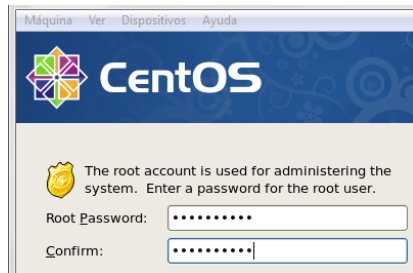 Máquina Ver Dispositivos Ayuda
CentOS
The root account is used for administering the
system. Enter a password for the root user.
Root Password: ••••••••••
Confirm: ••••••••••